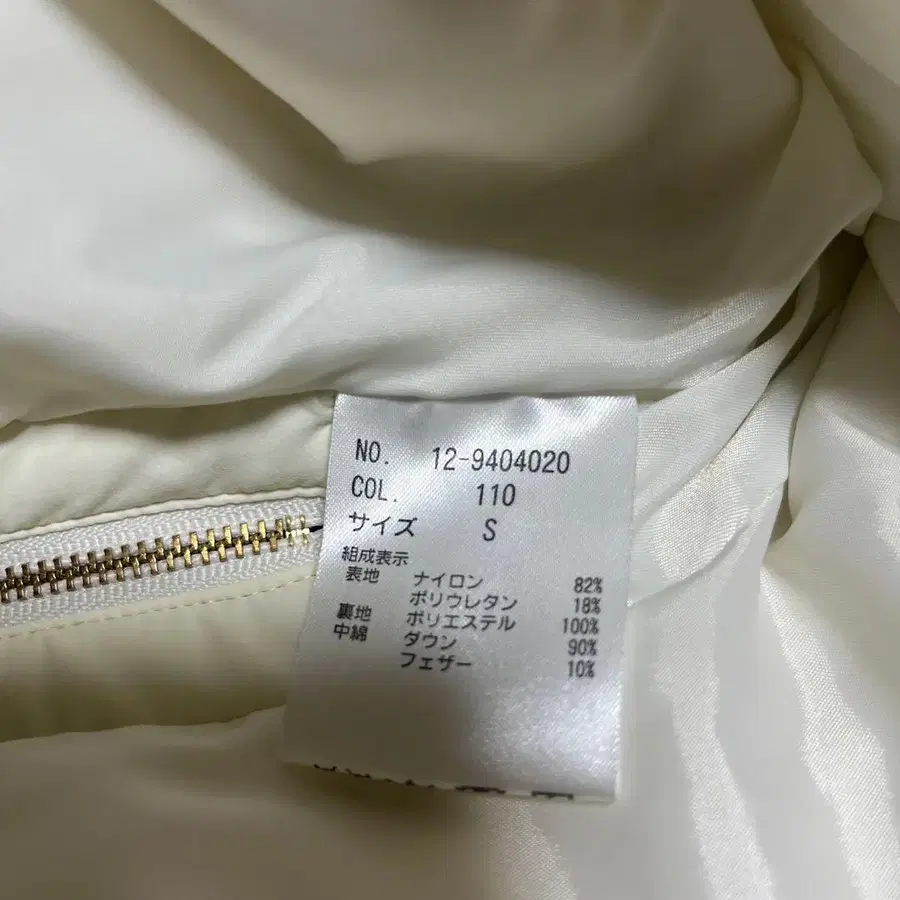 NO. 12-9404020
COL. 110
サイズ S
組成表示
表地 ナイロン 82%
ポリウレタン 18%
裏地 ポリエステル 100%
中綿 ダウン 90%
フェザー 10%